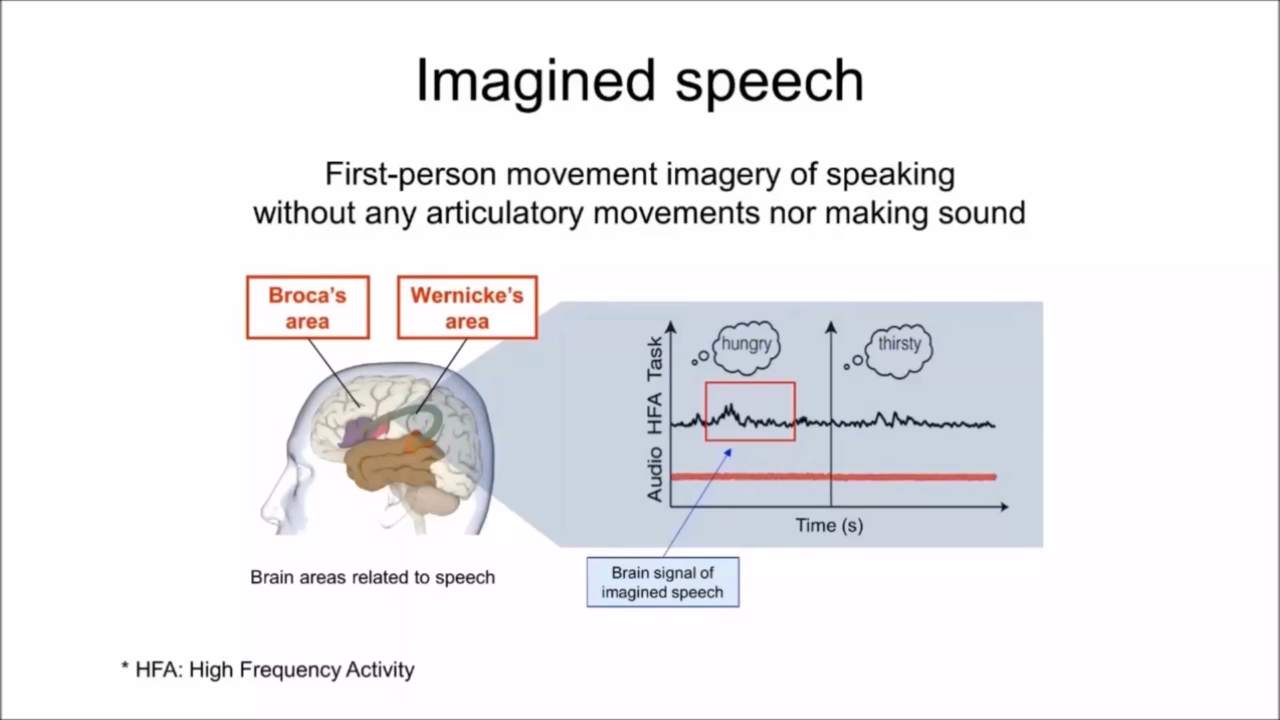 Imagined speech
First-person movement imagery of speaking
without any articulatory movements nor making sound
Broca's
area
Wernicke's
area
Brain areas related to speech
Task
HFA
Audio
hungry
thirsty
Time (s)
Brain signal of
imagined speech
* HFA: High Frequency Activity